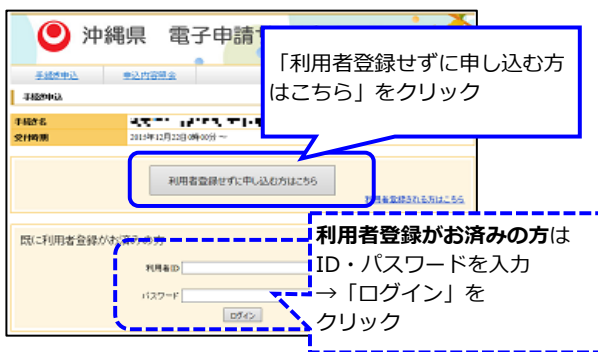 沖縄県 電子申請
「利用者登録せずに申し込む方
はこちら」をクリック
手続き申込
申込内容照会
手続申込
手続き名
受付時期
2015年12月22日0時00分 ～
利用者登録せずに申し込む方はこちら
利用者登録される方はこちら
既に利用者登録がお済みの方
利用者登録がお済みの方は
ID・パスワードを入力
→「ログイン」を
クリック
利用者ID
パスワード
ログイン